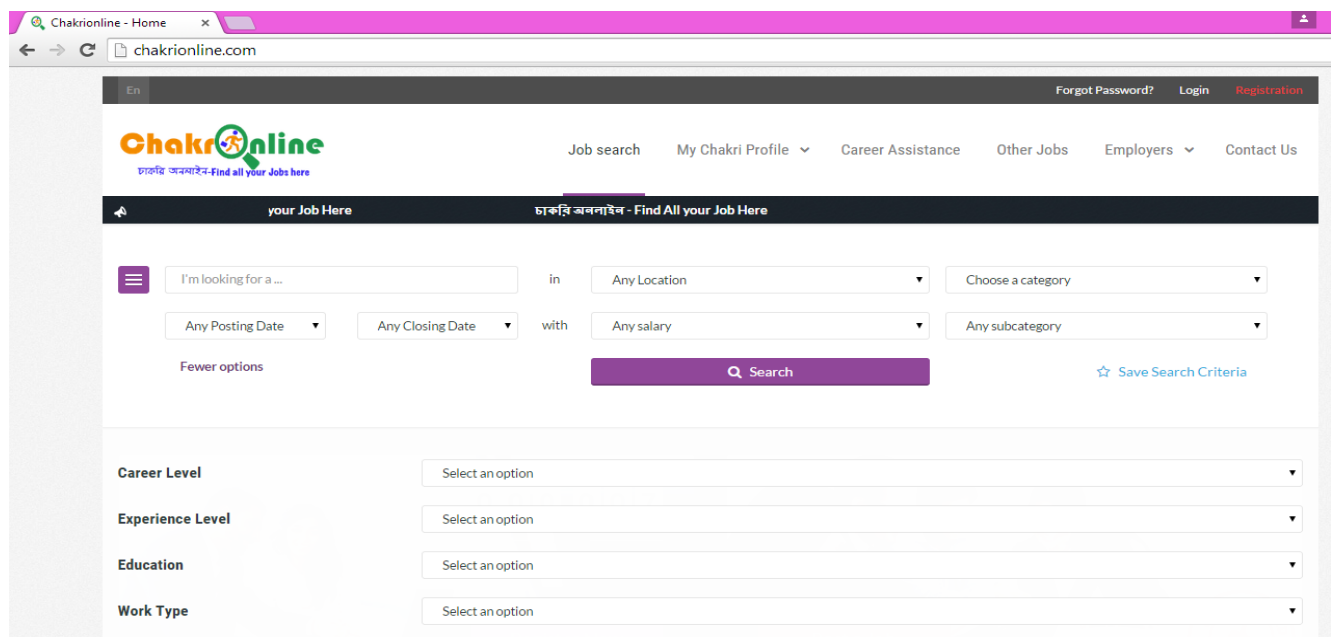 Chakrionline - Home
chakrionline.com
En Forgot Password? Login Registration
ChakrOnline
চাকরি অনলাইন-Find all your Jobs here
Job search My Chakri Profile Career Assistance Other Jobs Employers Contact Us
your Job Here চাকরি অনলাইন - Find All your Job Here
I'm looking for a ... in Any Location Choose a category
Any Posting Date Any Closing Date with Any salary Any subcategory
Fewer options Search Save Search Criteria
Career Level Select an option
Experience Level Select an option
Education Select an option
Work Type Select an option